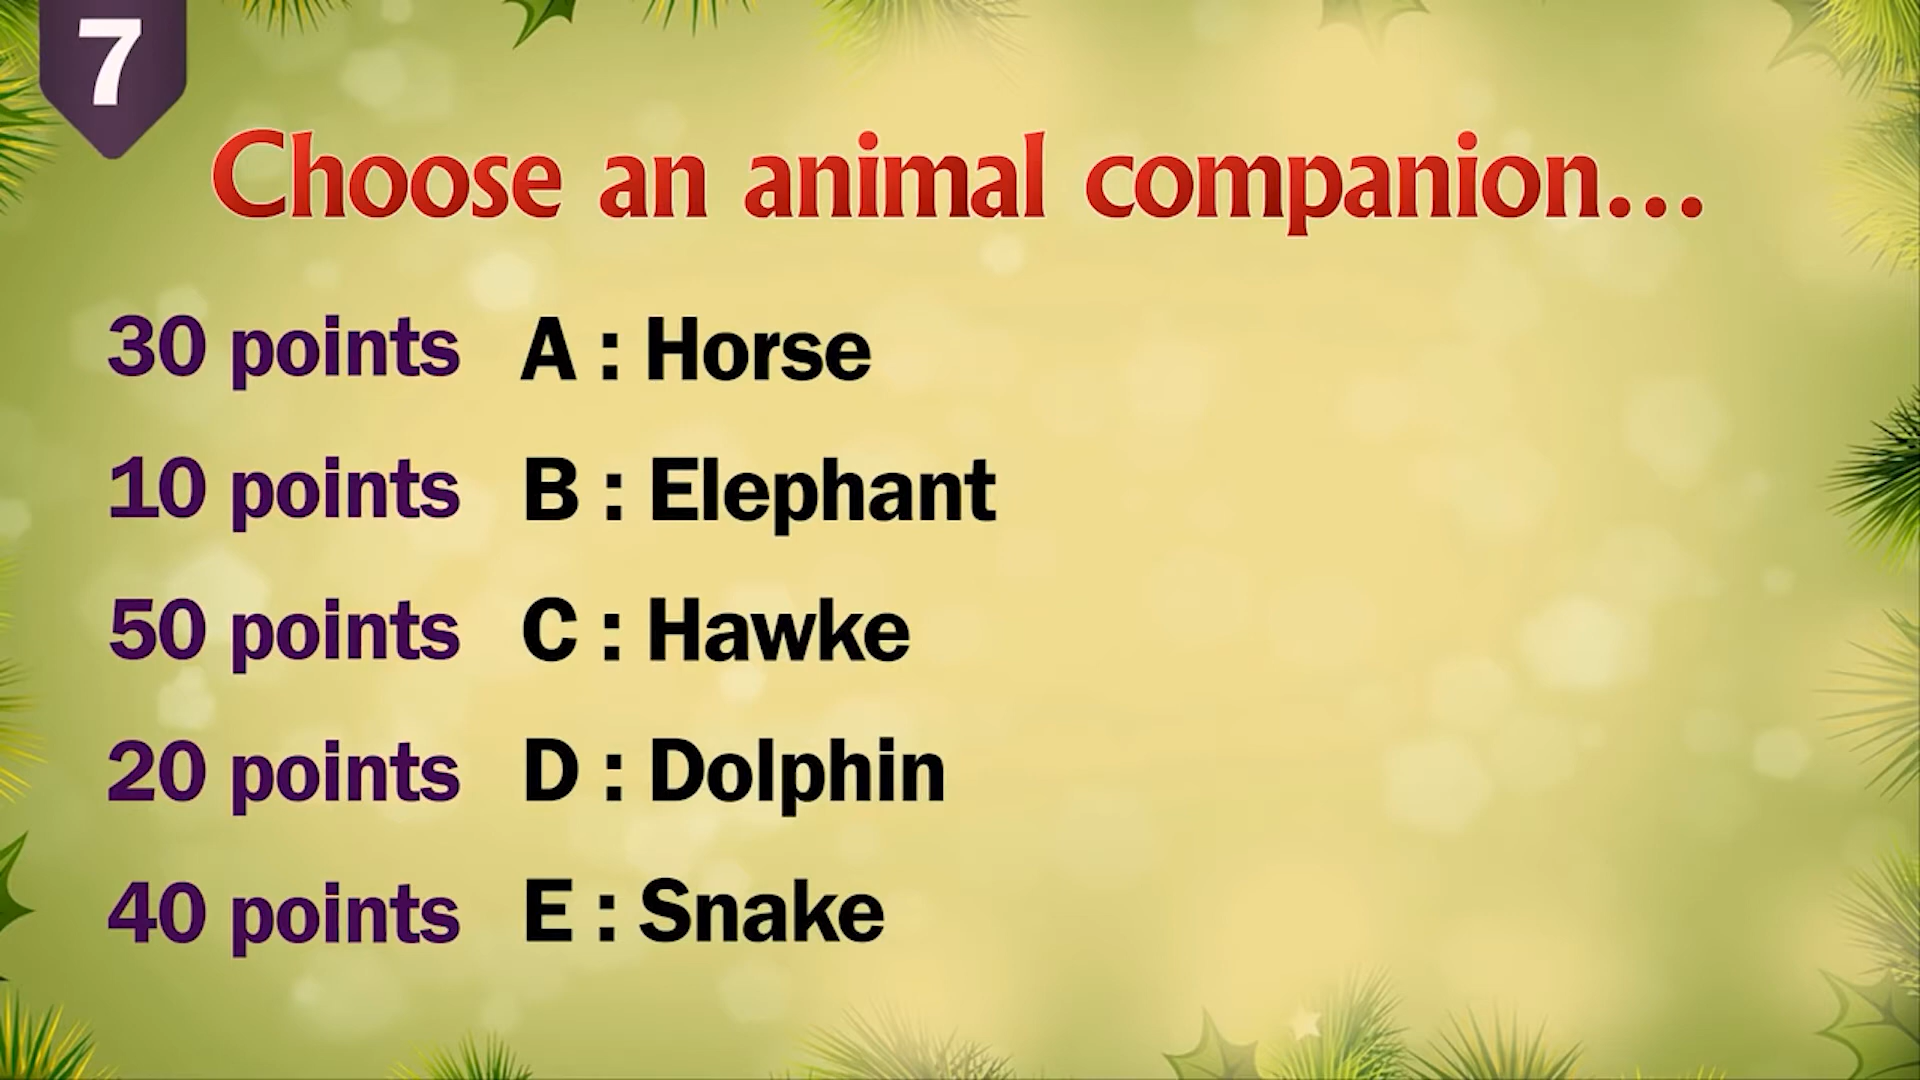 7
Choose an animal companion...
30 points A : Horse
10 points B : Elephant
50 points C : Hawke
20 points D : Dolphin
40 points E : Snake